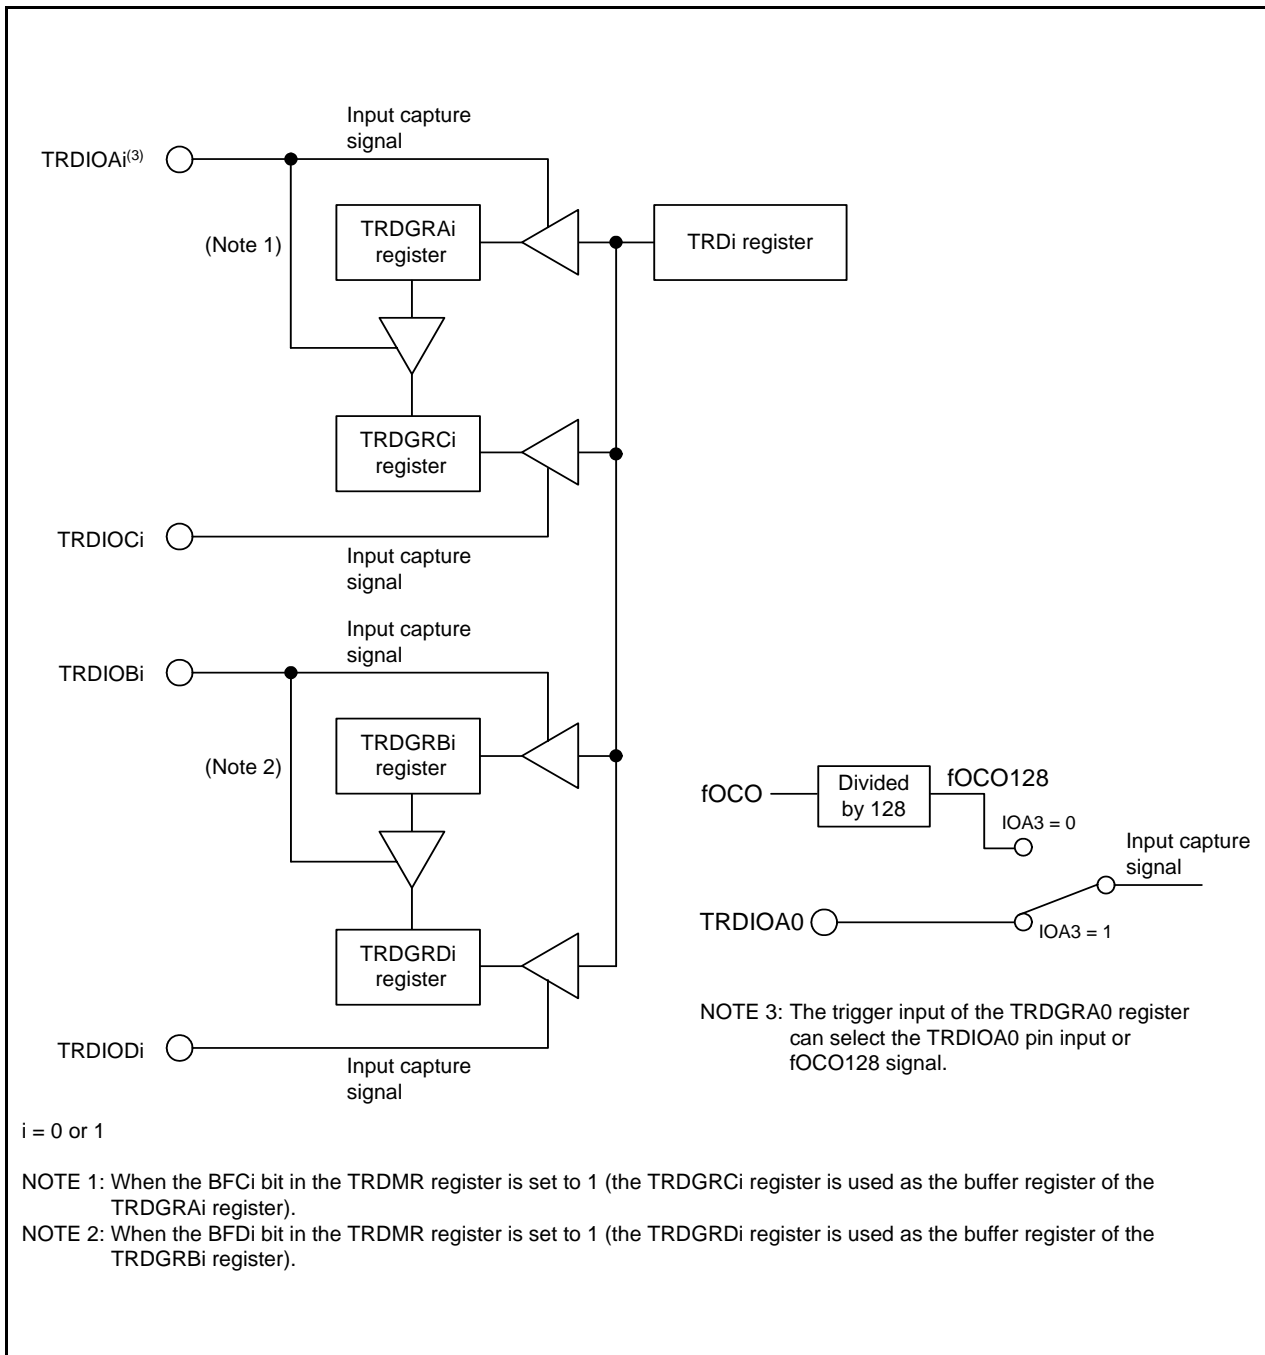 Input capture
signal
TRDIOAi(3)
(Note 1)
TRDGRAi
register
TRDi register
TRDGRCi
register
TRDIOCi
Input capture
signal
Input capture
signal
TRDIOBi
(Note 2)
TRDGRBi
register
TRDGRDi
register
TRDIODi
Input capture
signal
fOCO
Divided
by 128
fOCO128
IOA3 = 0
Input capture
signal
TRDIOA0
IOA3 = 1
NOTE 3: The trigger input of the TRDGRA0 register
can select the TRDIOA0 pin input or
fOCO128 signal.
i = 0 or 1
NOTE 1: When the BFCi bit in the TRDMR register is set to 1 (the TRDGRCi register is used as the buffer register of the
TRDGRAi register).
NOTE 2: When the BFDi bit in the TRDMR register is set to 1 (the TRDGRDi register is used as the buffer register of the
TRDGRBi register).